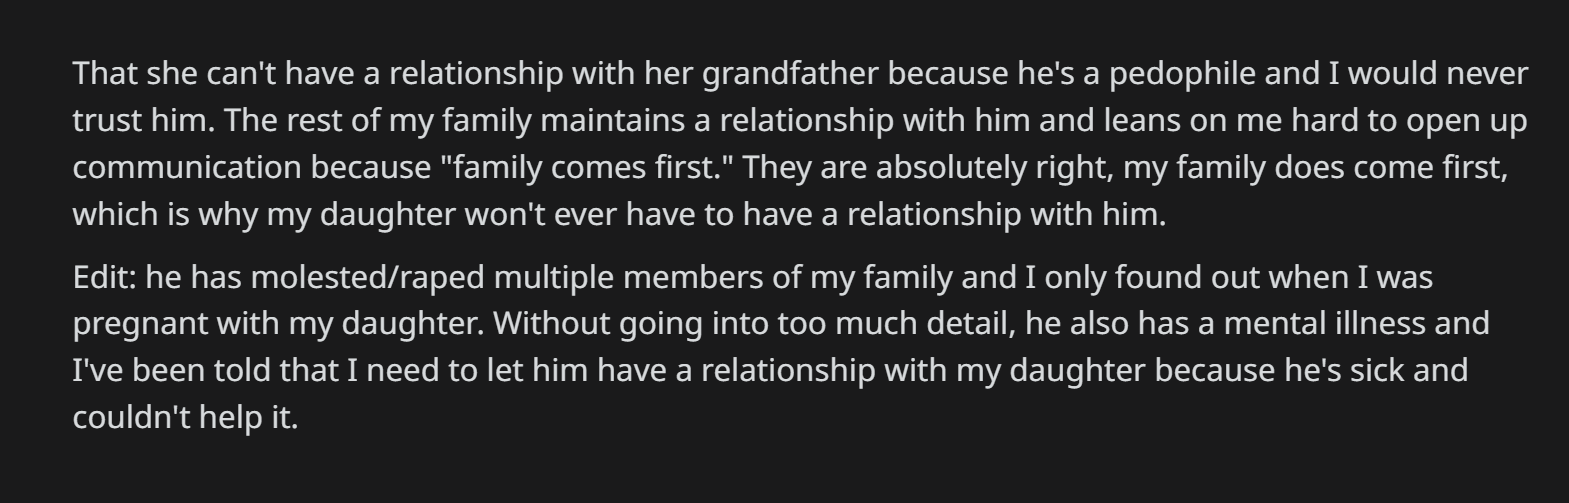 That she can't have a relationship with her grandfather because he's a pedophile and I would never
trust him. The rest of my family maintains a relationship with him and leans on me hard to open up
communication because "family comes first." They are absolutely right, my family does come first,
which is why my daughter won't ever have to have a relationship with him.
Edit: he has molested/raped multiple members of my family and I only found out when I was
pregnant with my daughter. Without going into too much detail, he also has a mental illness and
I've been told that I need to let him have a relationship with my daughter because he's sick and
couldn't help it.